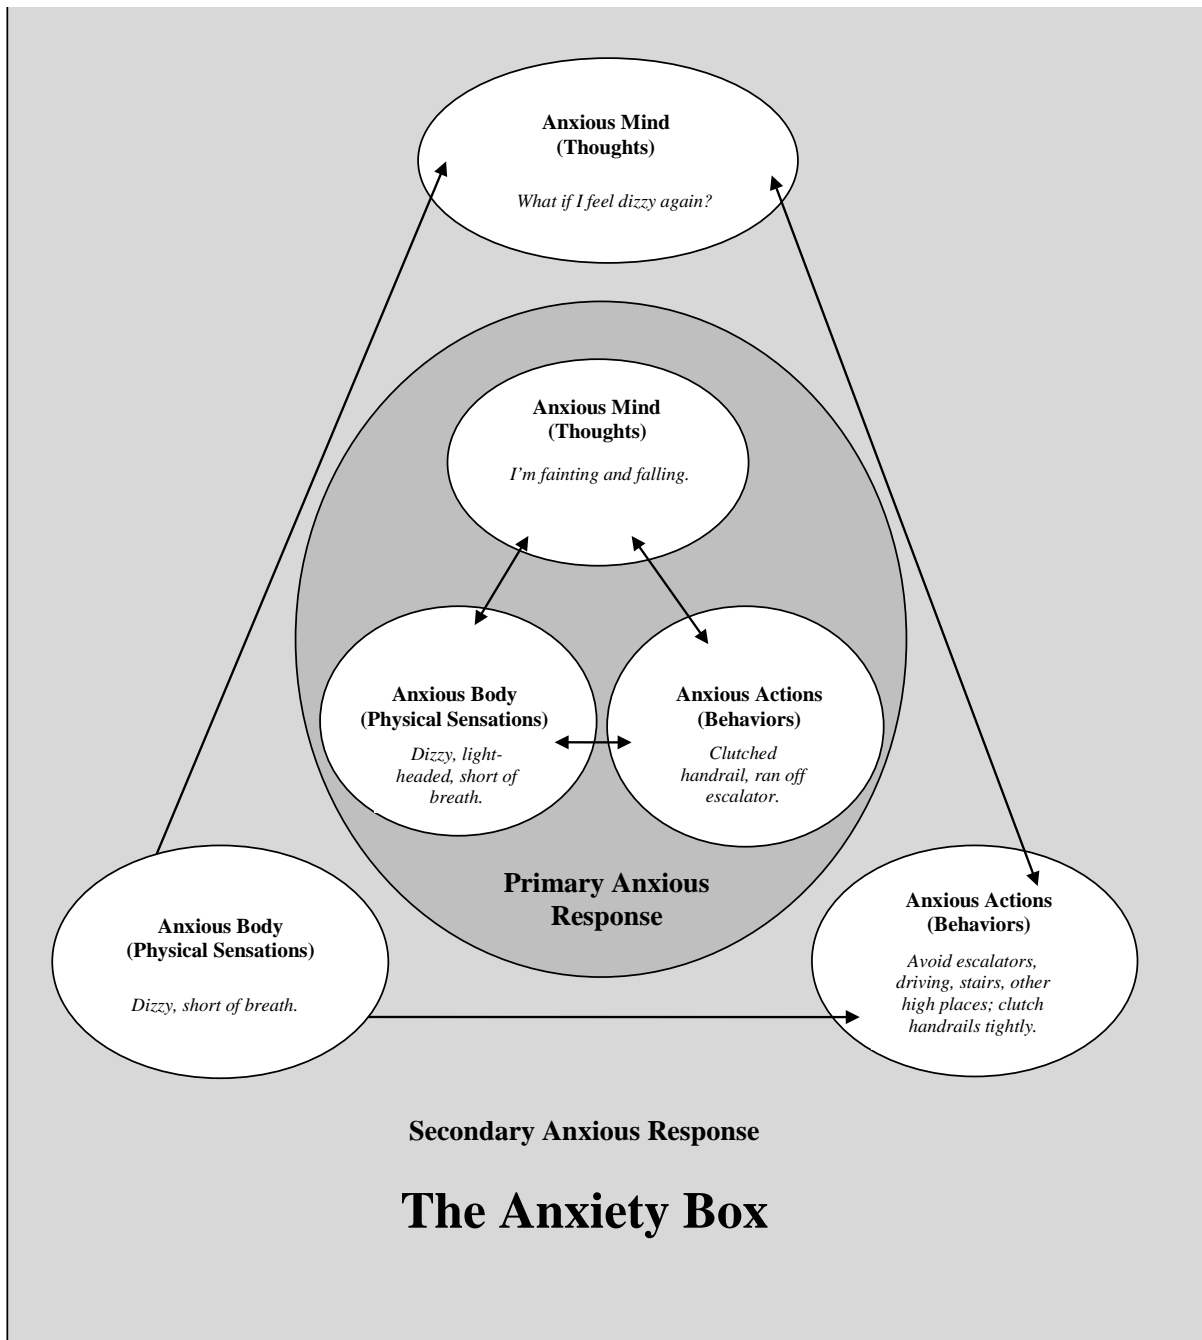 Anxious Mind
(Thoughts)
What if I feel dizzy again?
Anxious Mind
(Thoughts)
I’m fainting and falling.
Anxious Body
(Physical Sensations)
Dizzy, light-
headed, short of
breath.
Anxious Actions
(Behaviors)
Clutched
handrail, ran off
escalator.
Primary Anxious
Response
Anxious Body
(Physical Sensations)
Dizzy, short of breath.
Anxious Actions
(Behaviors)
Avoid escalators,
driving, stairs, other
high places; clutch
handrails tightly.
Secondary Anxious Response
The Anxiety Box